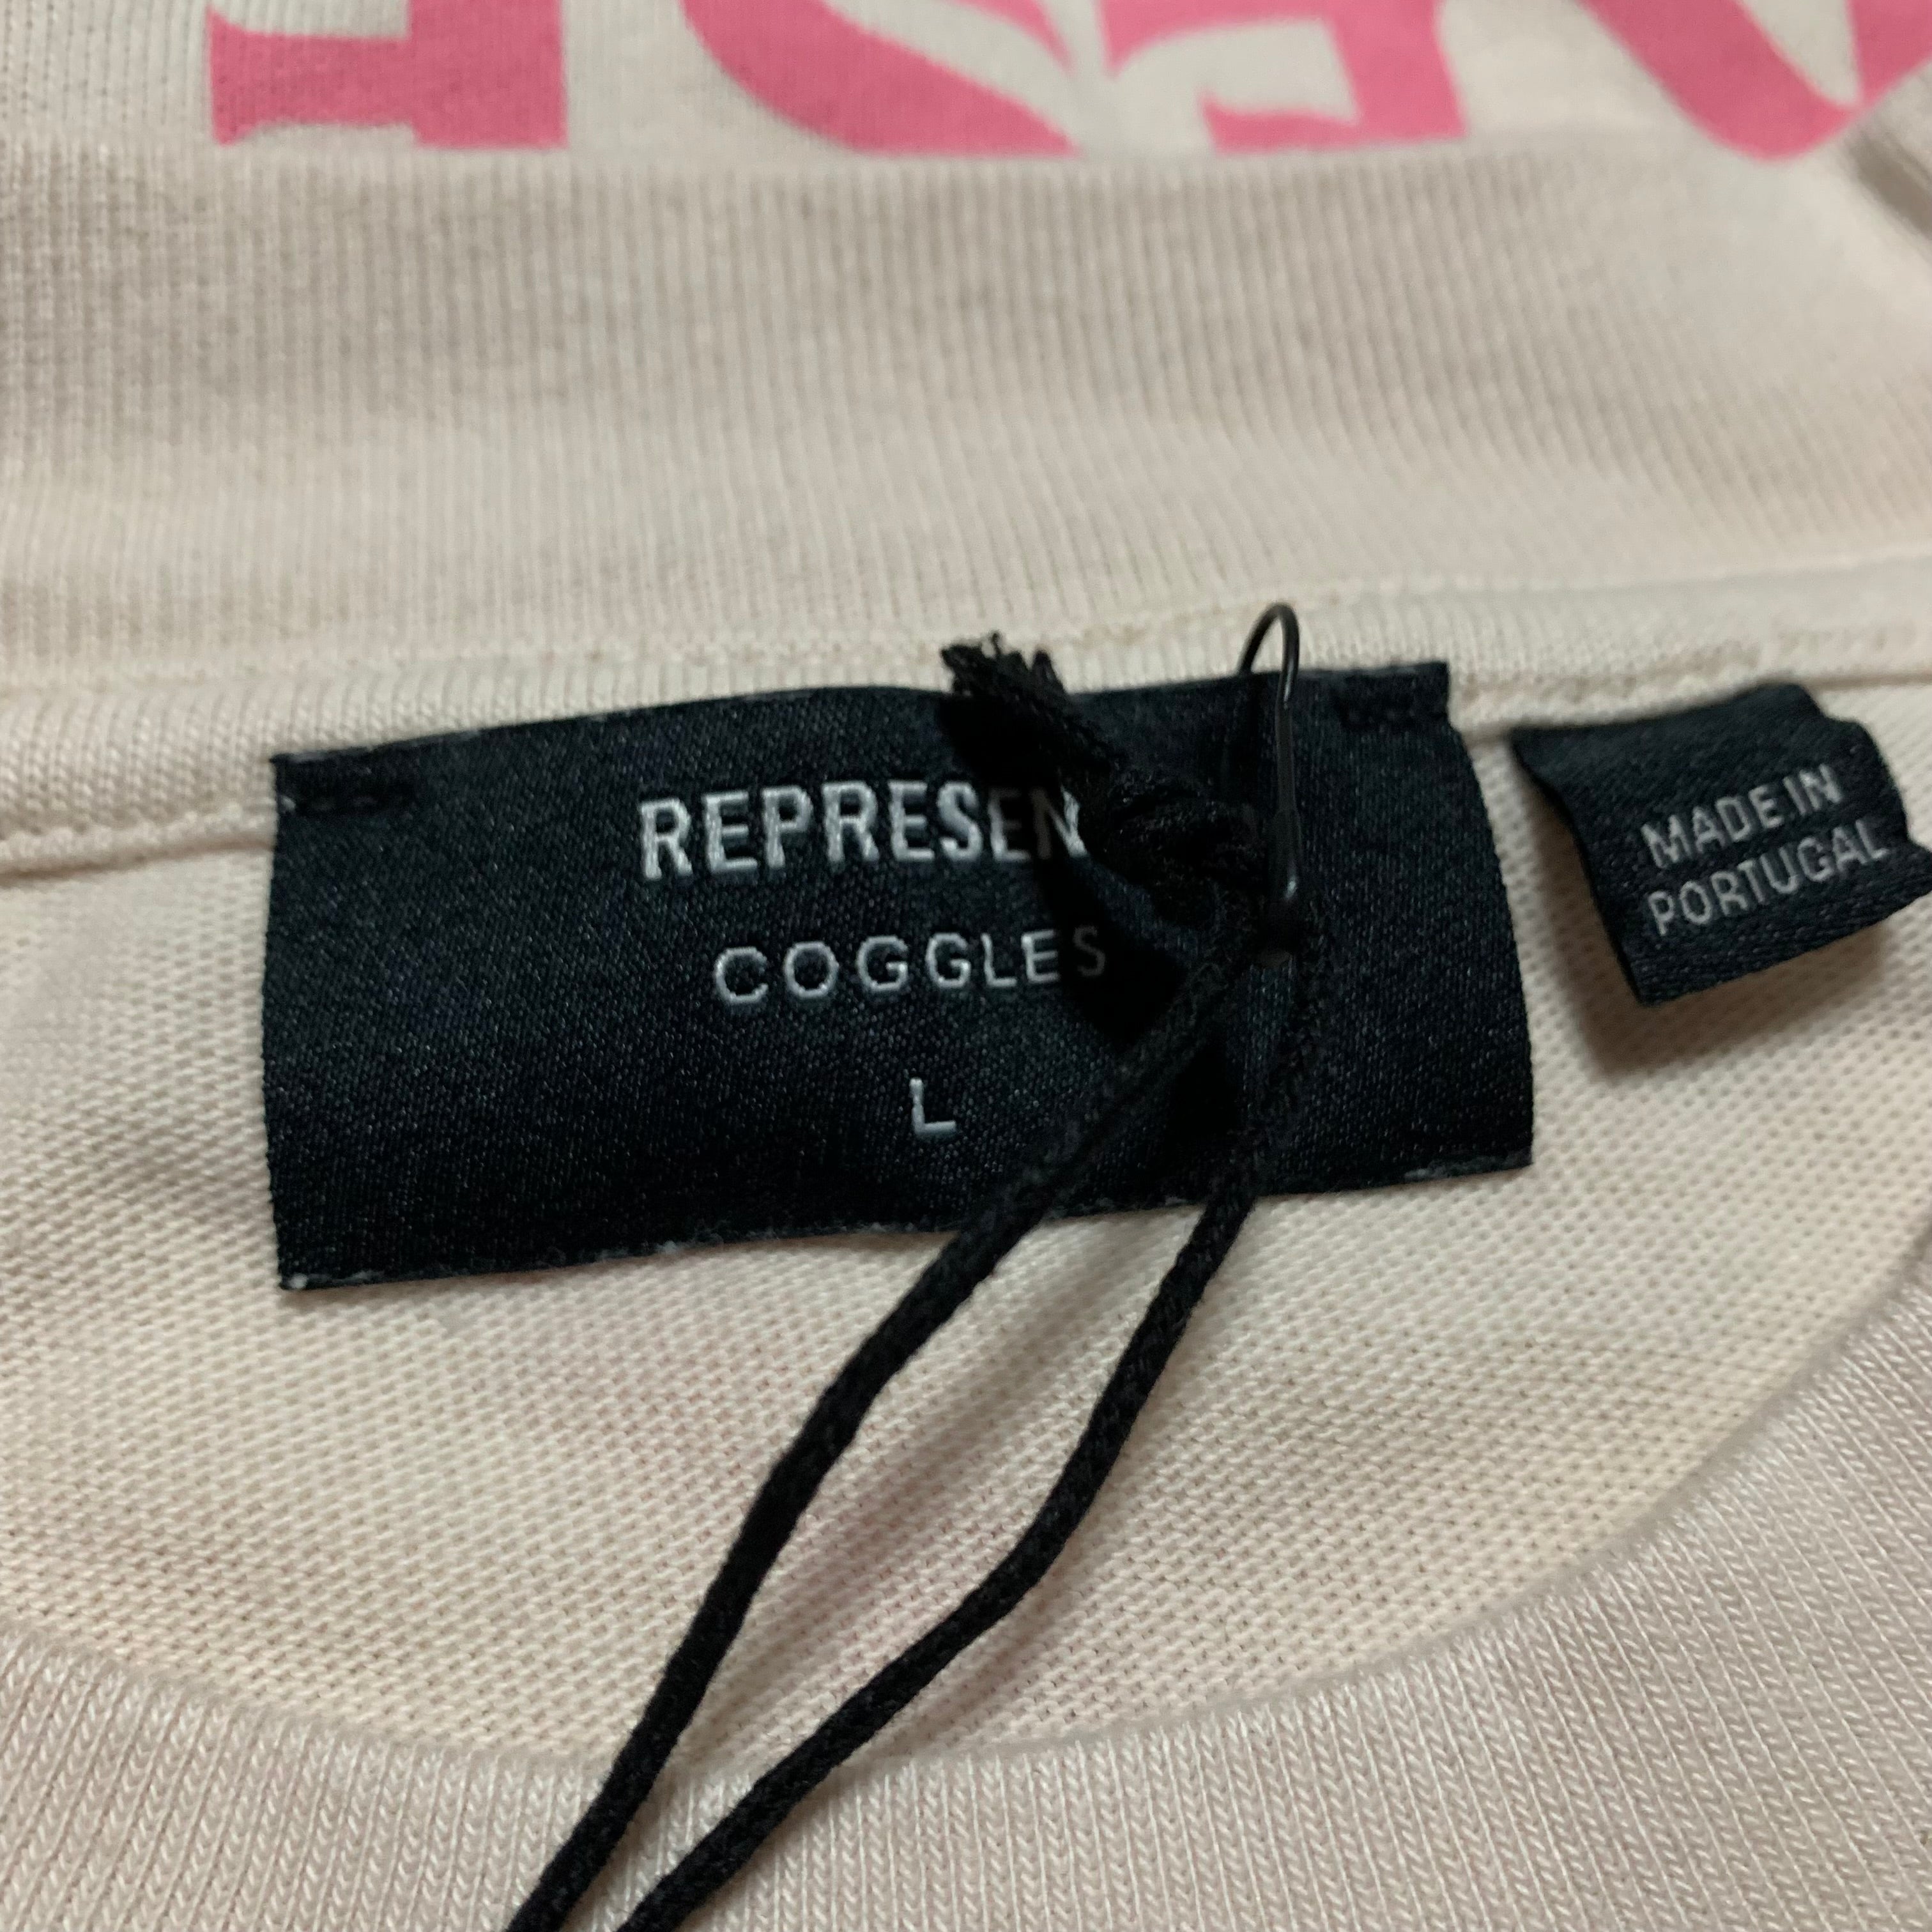 REPRESEN
COGGLES
L
MADE IN
PORTUGAL